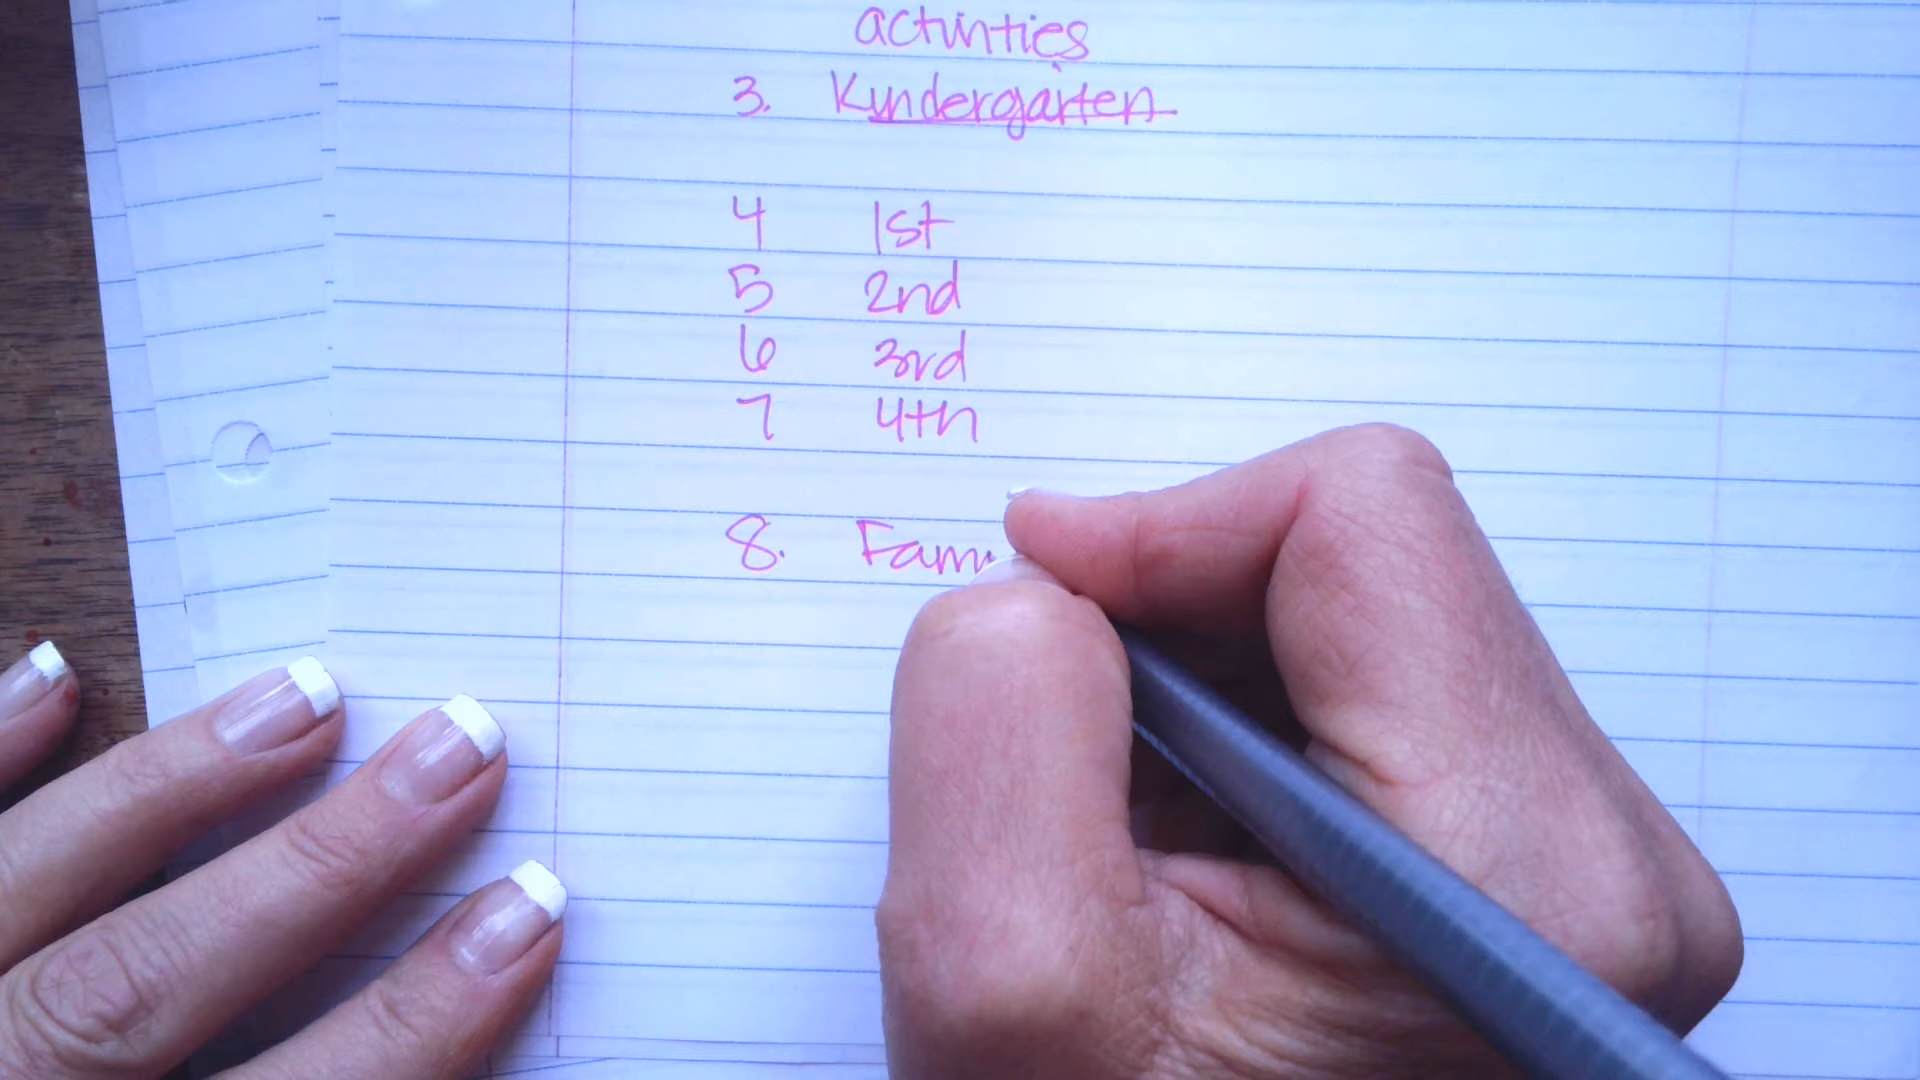 activities
3. Kindergarten
4 1st
5 2nd
6 3rd
7 4th
8. Fam